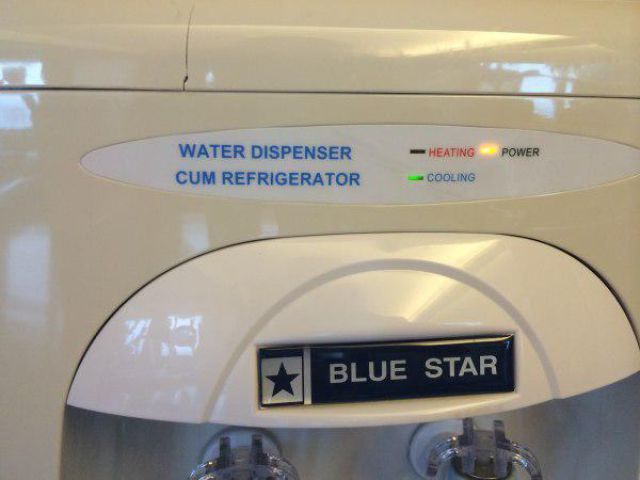 WATER DISPENSER
CUM REFRIGERATOR
HEATING POWER
COOLING
BLUE STAR